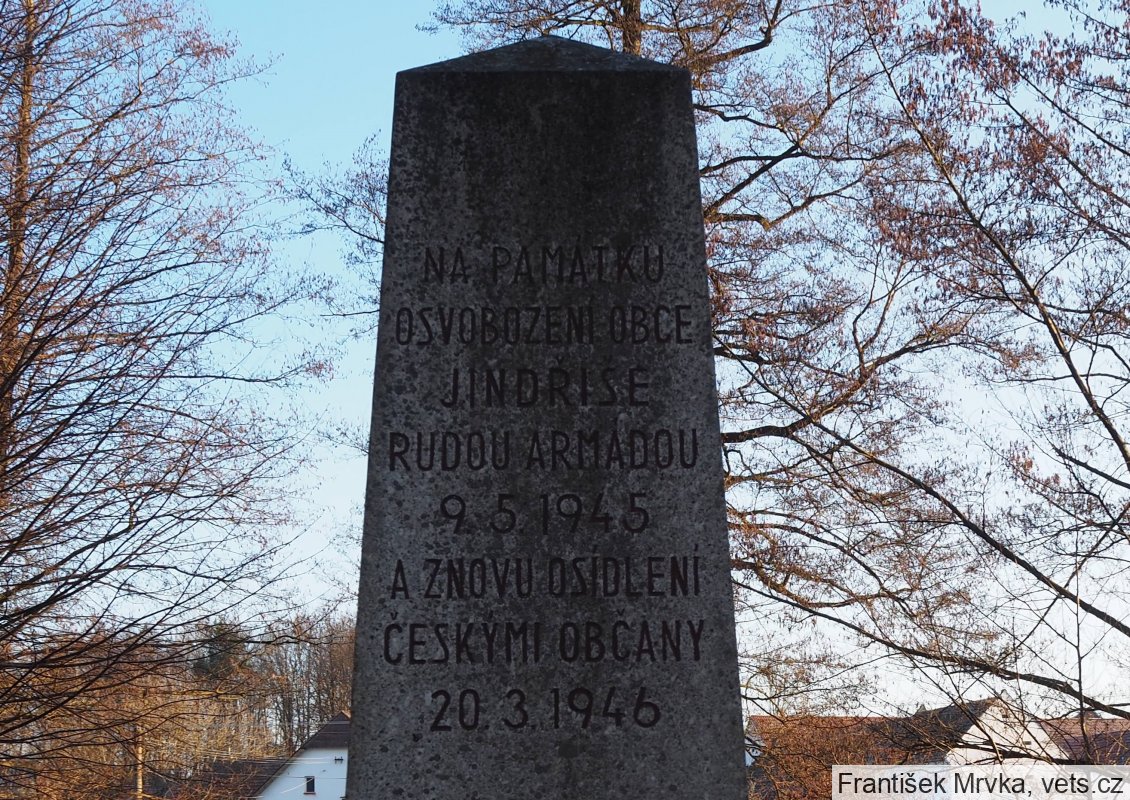 NA PAMÁTKU
OSVOBOZENÍ OBCE
JINDŘIŠE
RUDOU ARMÁDOU
9.5.1945
A ZNOVU OSÍDLENÍ
ČESKÝMI OBČANY
20.3.1946
František Mrvka, vets.cz